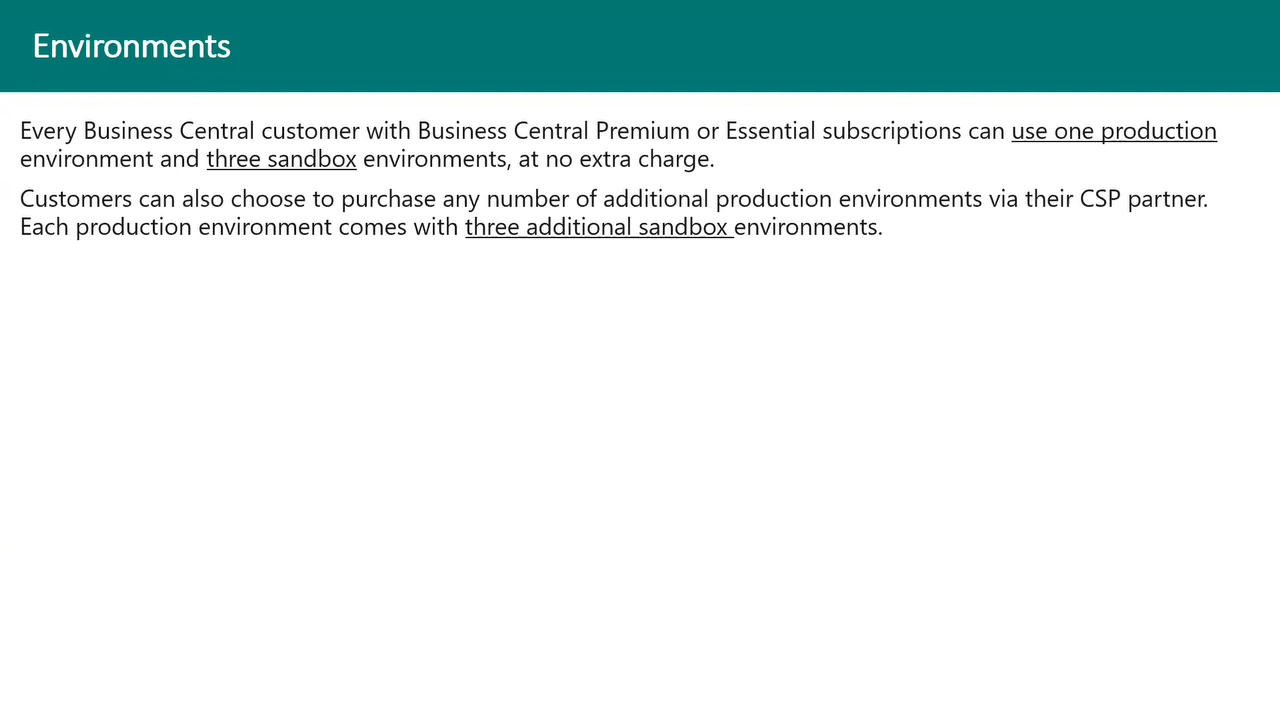 Environments
Every Business Central customer with Business Central Premium or Essential subscriptions can use one production
environment and three sandbox environments, at no extra charge.
Customers can also choose to purchase any number of additional production environments via their CSP partner.
Each production environment comes with three additional sandbox environments.